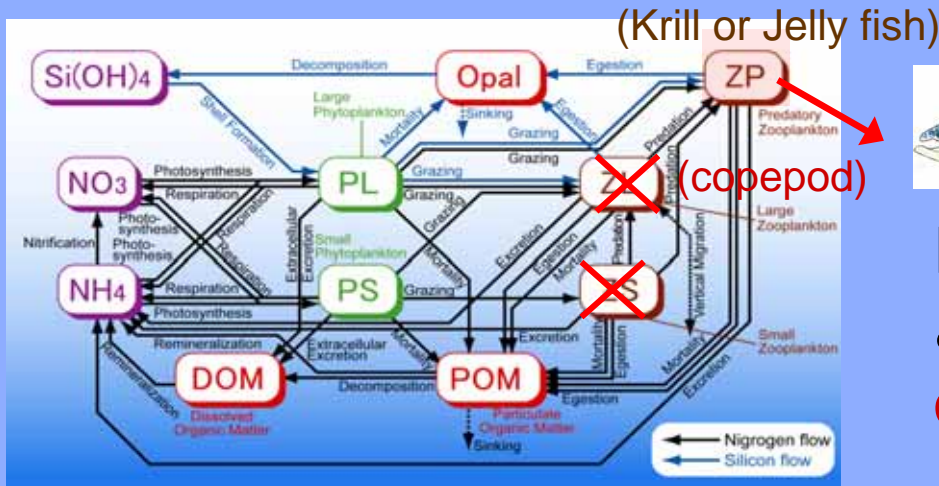 (Krill or Jelly fish)
Si(OH)4
Decomposition
Opal
Egestion
ZP
Large
Phytoplankton
Shell Formation
Mortality
Sinking
Egestion
Grazing
Grazing
Predation
Predation
Predatory
Zooplankton
NO3
Photosynthesis
Respiration
PL
Grazing
Grazing
(copepod)
Large
Zooplankton
Nitrification
Photo-
synthesis
Photo-
synthesis
Respiration
Respiration
Extracellular
Excretion
Small
Phytoplankton
Grazing
Mortality
Excretion
Egestion
Mortality
Predation
Vertical Migration
NH4
Respiration
Photosynthesis
PS
Grazing
ZS
Remineralization
Extracellular
Excretion
Mortality
Excretion
Mortality
Egestion
Small
Zooplankton
Mortality
Excretion
Remineralization
DOM
Decomposition
POM
Egestion
Dissolved
Organic Matter
Particulate
Organic Matter
Sinking
Nigrogen flow
Silicon flow